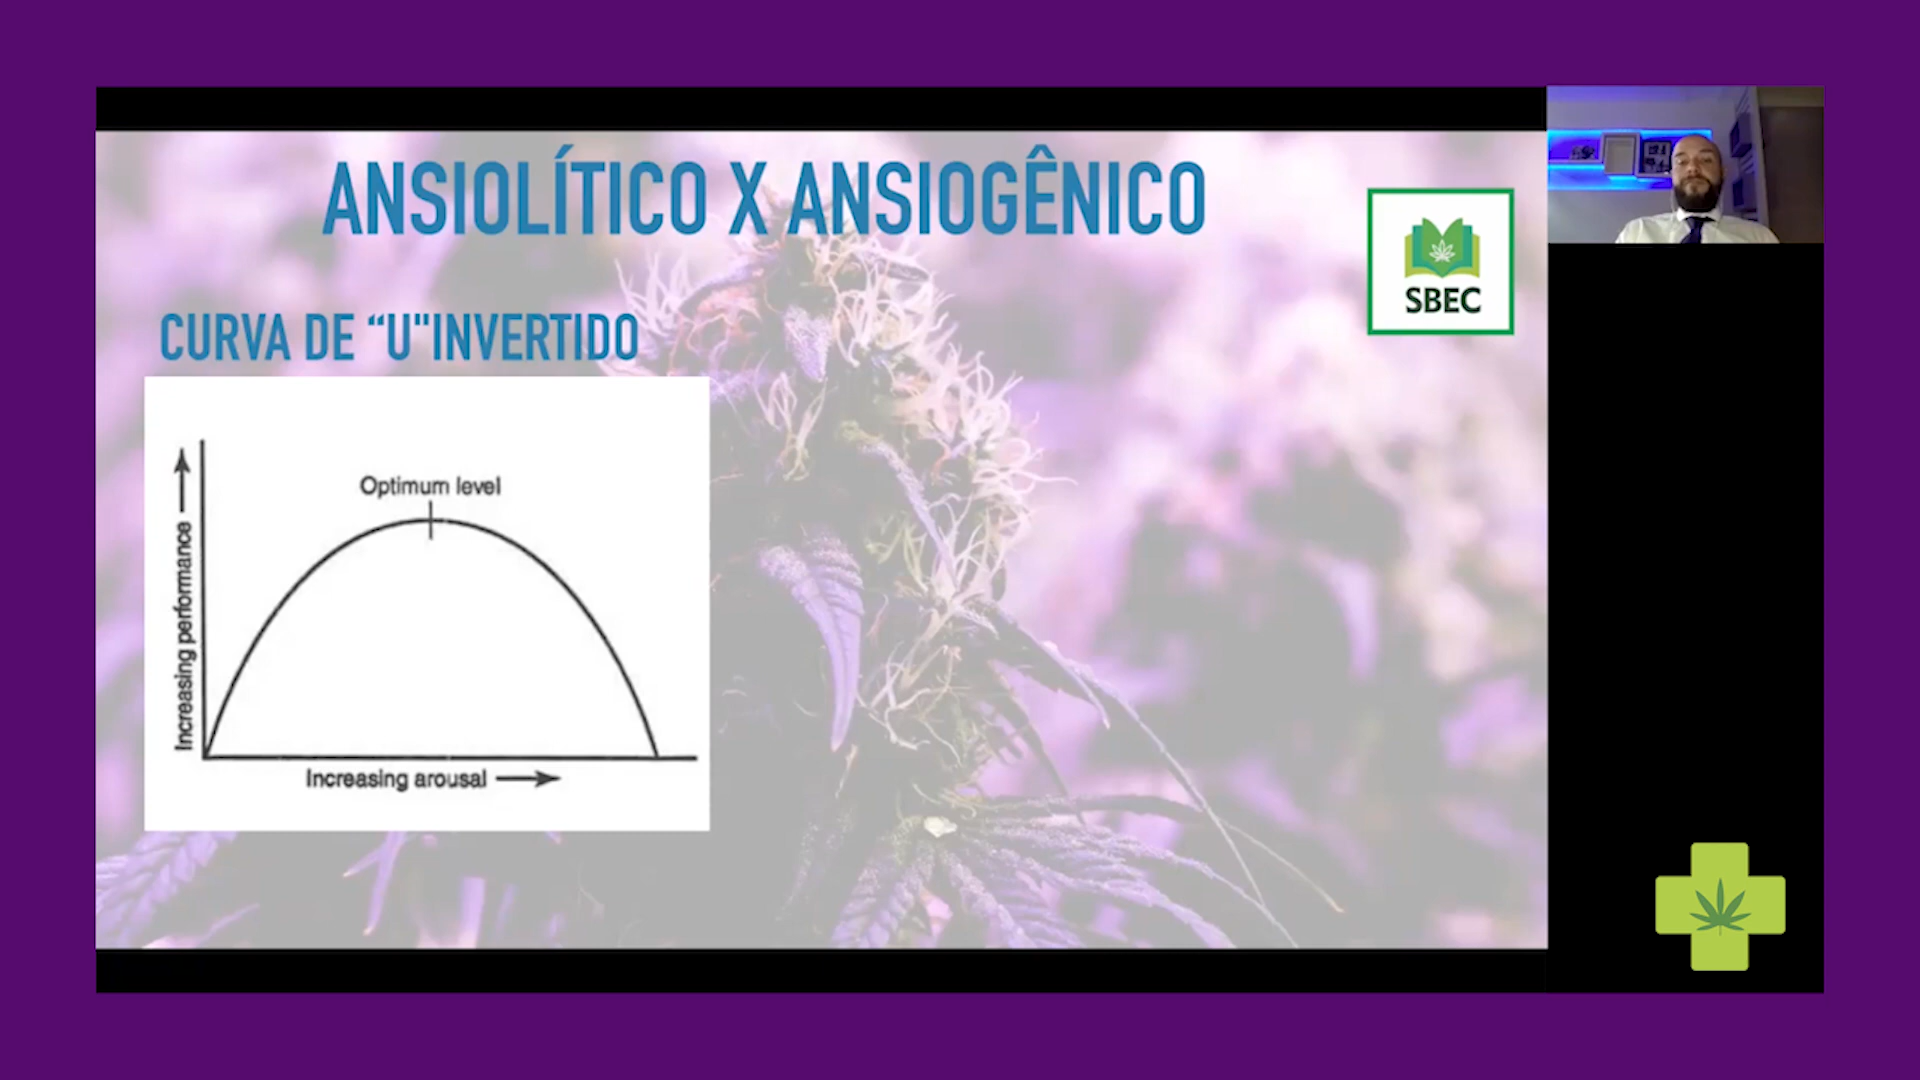 ANSIOLÍTICO X ANSIOGÊNICO
SBEC
CURVA DE “U"INVERTIDO
Optimum level
Increasing performance
Increasing arousal